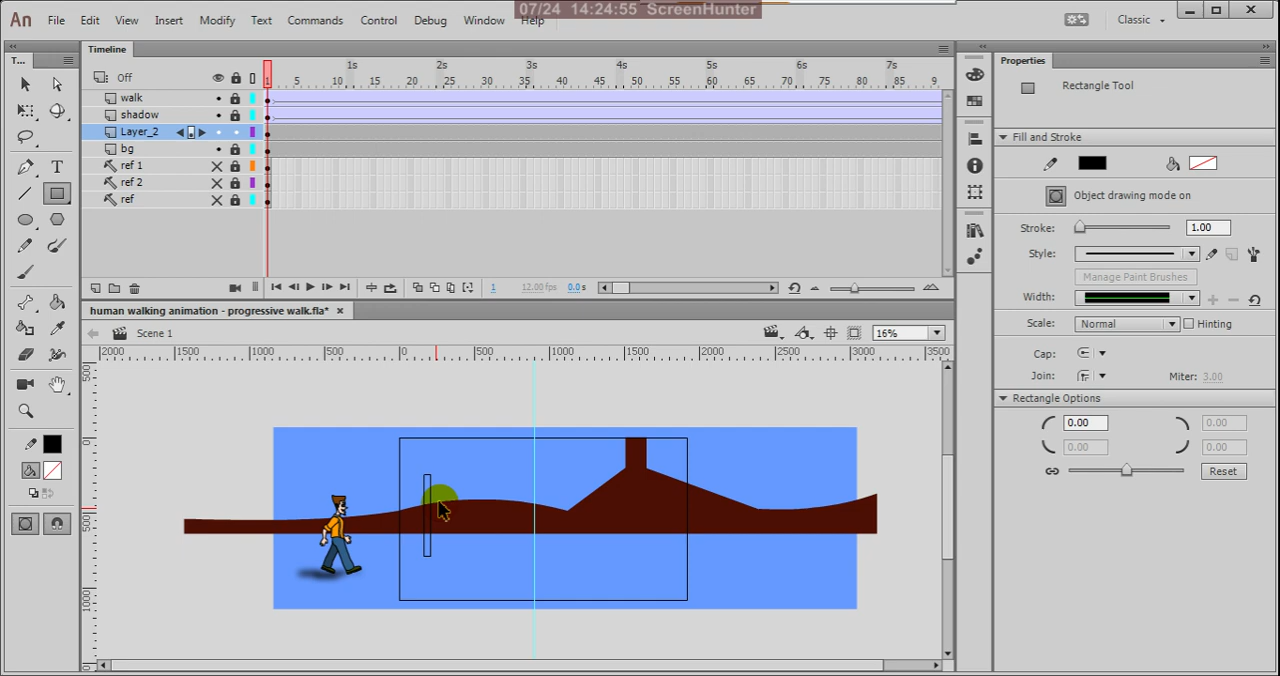 07/24 14:24:55 ScreenHunter
An File Edit View Insert Modify Text Commands Control Debug Window Help Classic
T... Timeline Properties
Off 1s 2s 3s 4s 5s 6s 7s
1 5 10 15 20 25 30 35 40 45 50 55 60 65 70 75 80 85 9
Rectangle Tool
walk
shadow
Layer_2
bg
ref 1
ref 2
ref
Fill and Stroke
Object drawing mode on
Stroke: 1.00
Style:
Manage Paint Brushes
Width:
Scale: Normal Hinting
Cap:
Join: Miter: 3.00
Rectangle Options
0.00 0.00
0.00 0.00
Reset
1 12.00 fps 0.0s
human walking animation - progressive walk.fla*
Scene 1 16%
2000 1500 1000 500 0 500 1000 1500 2000 2500 3000 3500
500
0
500
1000